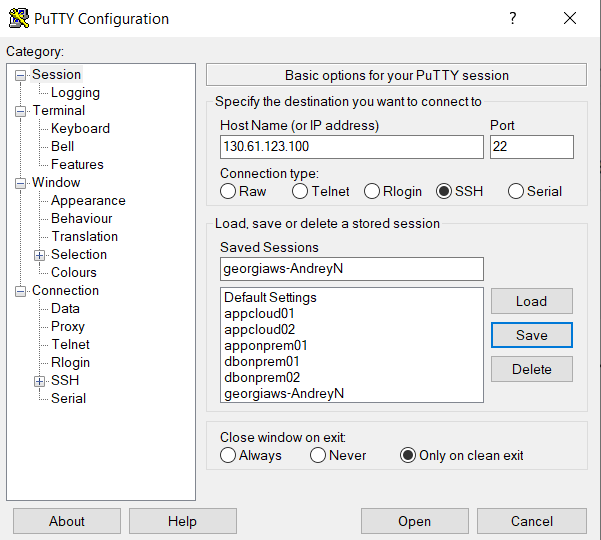 PuTTY Configuration
Category:
Session
Logging
Terminal
Keyboard
Bell
Features
Window
Appearance
Behaviour
Translation
Selection
Colours
Connection
Data
Proxy
Telnet
Rlogin
SSH
Serial
Basic options for your PuTTY session
Specify the destination you want to connect to
Host Name (or IP address) Port
130.61.123.100 22
Connection type:
Raw Telnet Rlogin SSH Serial
Load, save or delete a stored session
Saved Sessions
georgiaws-AndreyN
Default Settings
appcloud01
appcloud02
apponprem01
dbonprem01
dbonprem02
georgiaws-AndreyN
Load
Save
Delete
Close window on exit:
Always Never Only on clean exit
About Help Open Cancel